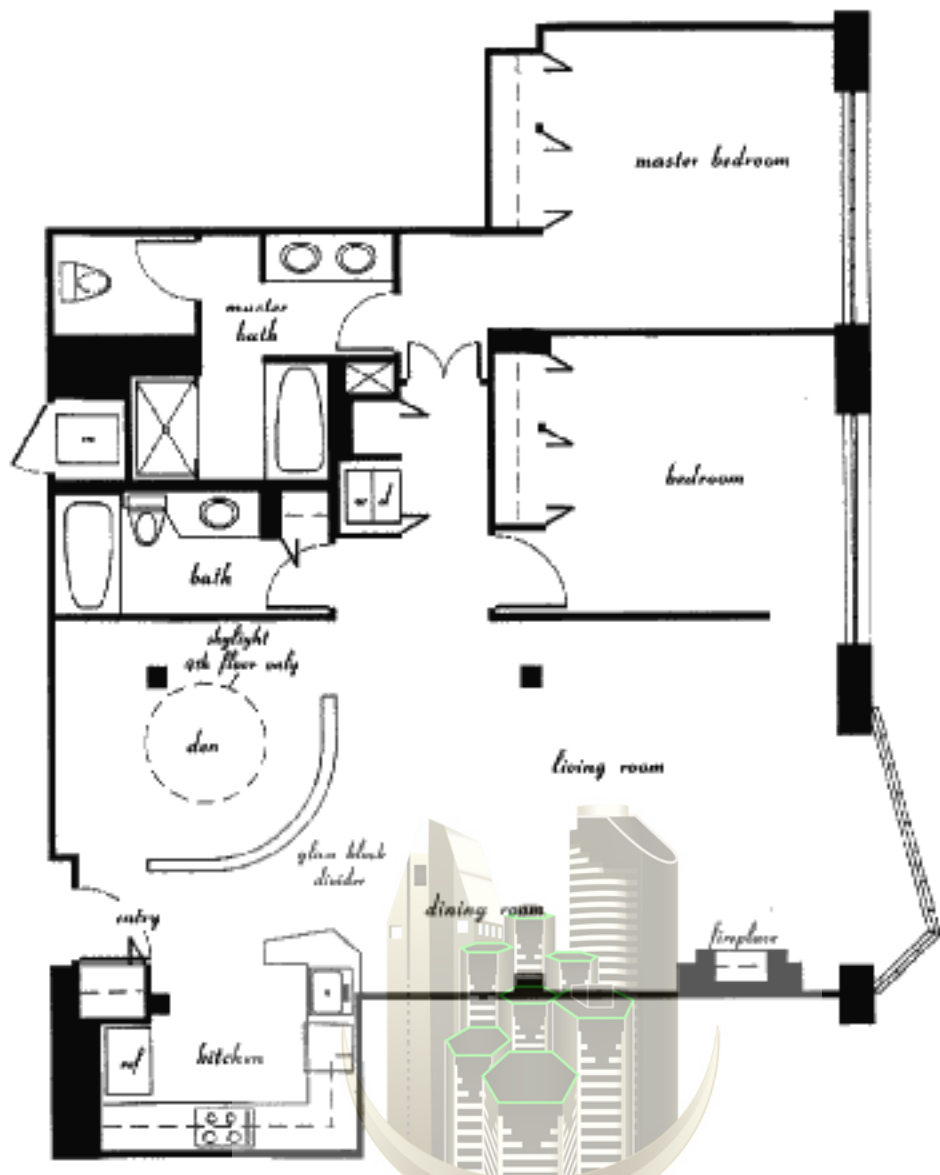 master bedroom
master
bath
bedroom
w d
bath
skylight
9th floor only
den
living room
glass block
divider
dining room
entry
fireplace
ref
kitchen